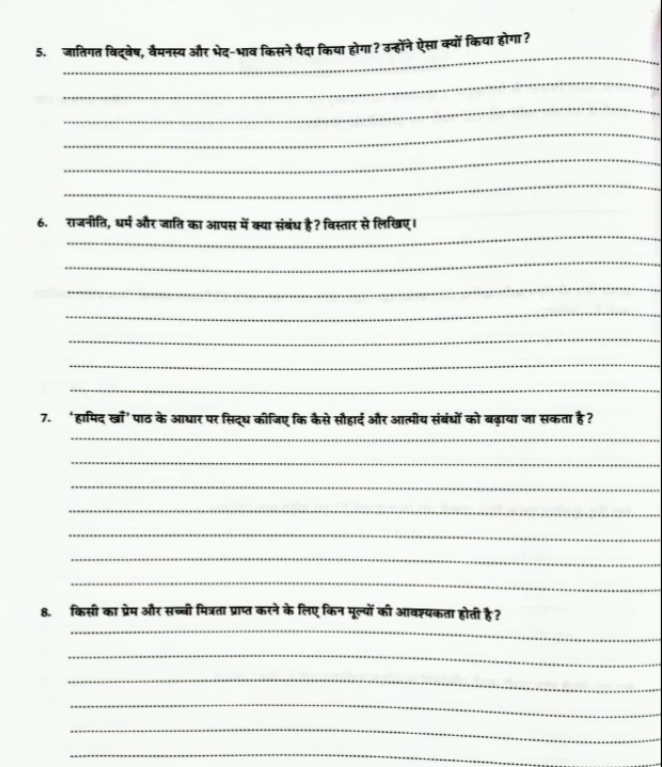 5. जातिगत विद्वेष, वैमनस्य और भेद-भाव किसने पैदा किया होगा? उन्होंने ऐसा क्यों किया होगा?
6. राजनीति, धर्म और जाति का आपस में क्या संबंध है? विस्तार से लिखिए।
7. 'हामिद खाँ' पाठ के आधार पर सिद्ध कीजिए कि कैसे सौहार्द और आत्मीय संबंधों को बढ़ाया जा सकता है?
8. किसी का प्रेम और सच्ची मित्रता प्राप्त करने के लिए किन मूल्यों की आवश्यकता होती है?